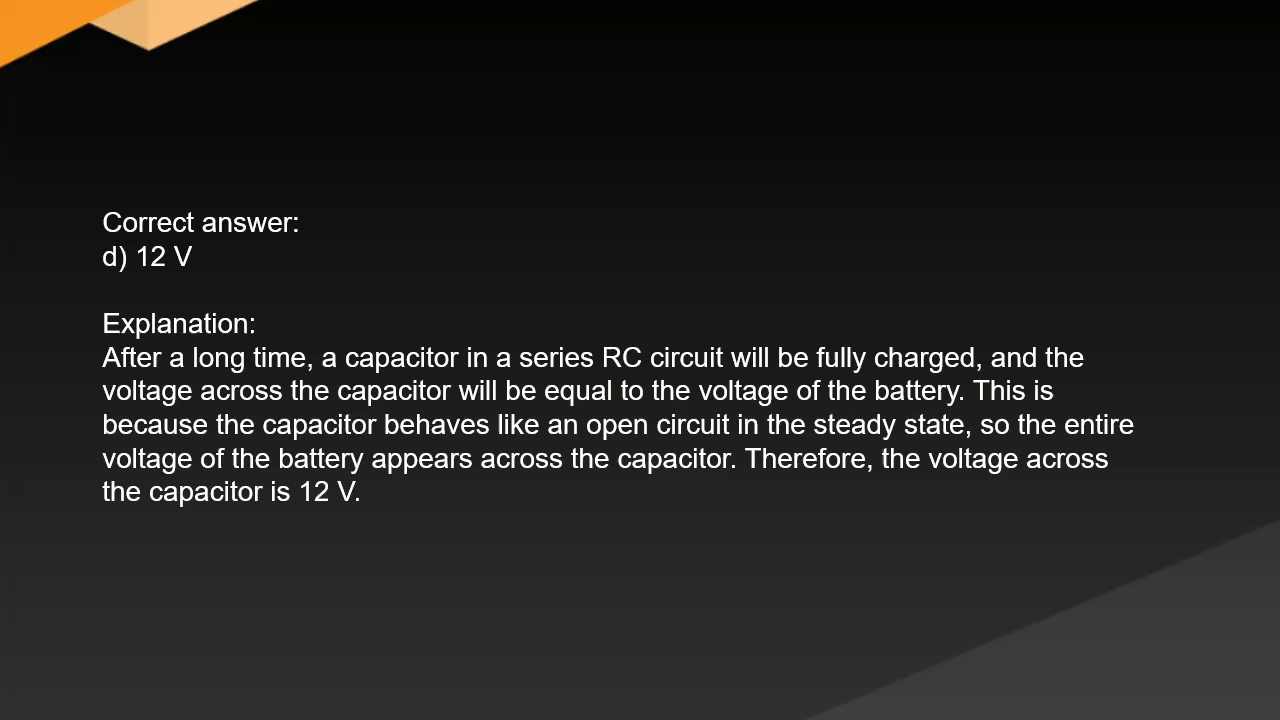 Correct answer:
d) 12 V
Explanation:
After a long time, a capacitor in a series RC circuit will be fully charged, and the
voltage across the capacitor will be equal to the voltage of the battery. This is
because the capacitor behaves like an open circuit in the steady state, so the entire
voltage of the battery appears across the capacitor. Therefore, the voltage across
the capacitor is 12 V.